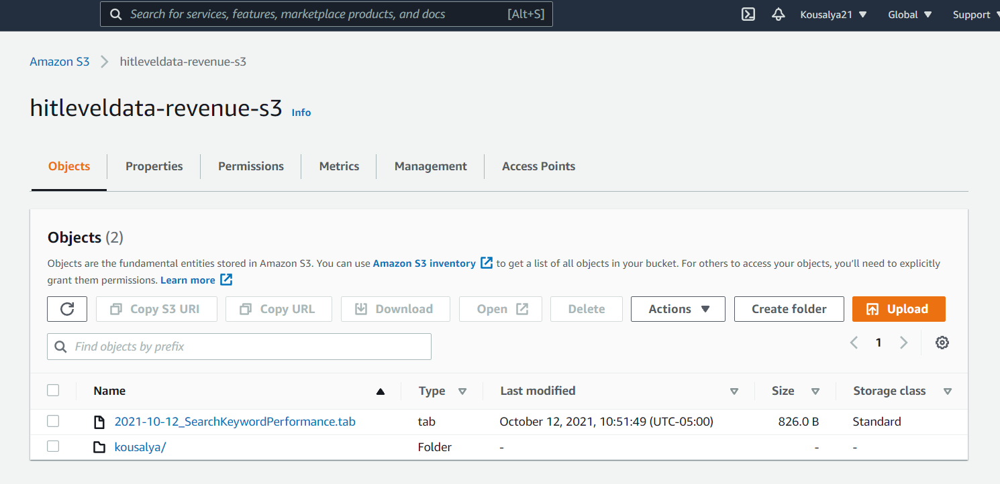 Search for services, features, marketplace products, and docs [Alt+S] Kousalya21 Global Support
Amazon S3 hitleveldata-revenue-s3
hitleveldata-revenue-s3 Info
Objects Properties Permissions Metrics Management Access Points
Objects (2)
Objects are the fundamental entities stored in Amazon S3. You can use Amazon S3 inventory to get a list of all objects in your bucket. For others to access your objects, you'll need to explicitly
grant them permissions. Learn more
Copy S3 URI Copy URL Download Open Delete Actions Create folder Upload
Find objects by prefix 1
Name Type Last modified Size Storage class
2021-10-12_SearchKeywordPerformance.tab tab October 12, 2021, 10:51:49 (UTC-05:00) 826.0 B Standard
kousalya/ Folder - - -